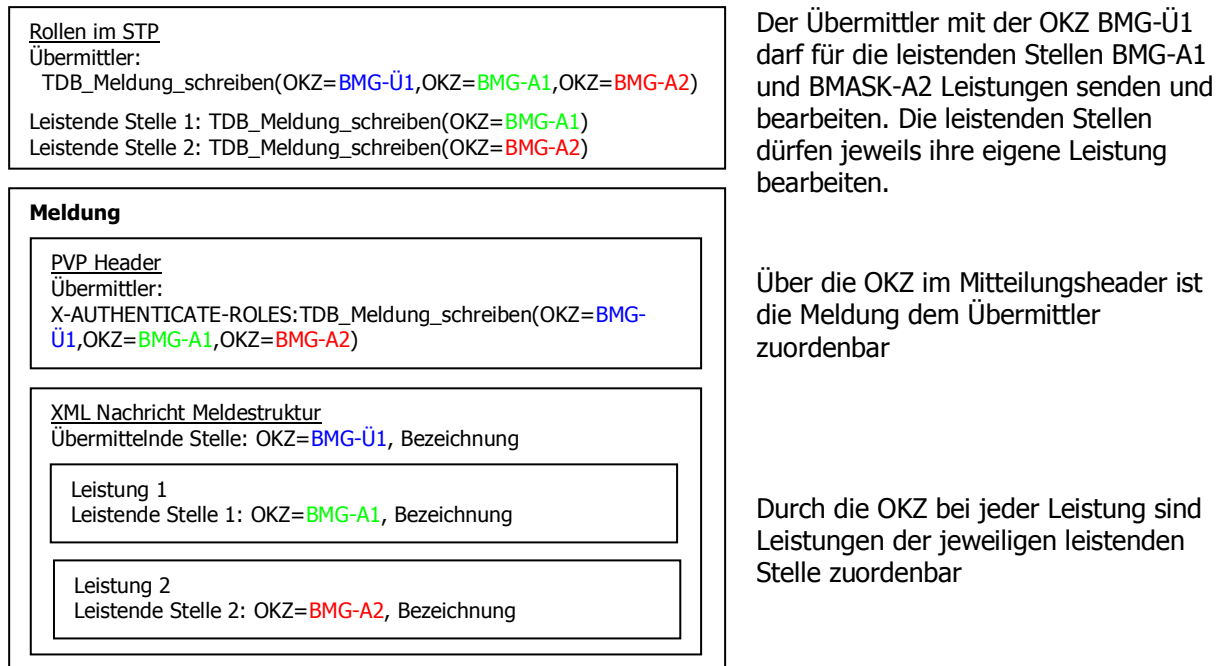 Rollen im STP
Übermittler:
TDB_Meldung_schreiben(OKZ=BMG-Ü1,OKZ=BMG-A1,OKZ=BMG-A2)
Leistende Stelle 1: TDB_Meldung_schreiben(OKZ=BMG-A1)
Leistende Stelle 2: TDB_Meldung_schreiben(OKZ=BMG-A2)
Der Übermittler mit der OKZ BMG-Ü1
darf für die leistenden Stellen BMG-A1
und BMASK-A2 Leistungen senden und
bearbeiten. Die leistenden Stellen
dürfen jeweils ihre eigene Leistung
bearbeiten.
Meldung
PVP Header
Übermittler:
X-AUTHENTICATE-ROLES:TDB_Meldung_schreiben(OKZ=BMG-
Ü1,OKZ=BMG-A1,OKZ=BMG-A2)
Über die OKZ im Mitteilungsheader ist
die Meldung dem Übermittler
zuordenbar
XML Nachricht Meldestruktur
Übermittelnde Stelle: OKZ=BMG-Ü1, Bezeichnung
Leistung 1
Leistende Stelle 1: OKZ=BMG-A1, Bezeichnung
Leistung 2
Leistende Stelle 2: OKZ=BMG-A2, Bezeichnung
Durch die OKZ bei jeder Leistung sind
Leistungen der jeweiligen leistenden
Stelle zuordenbar